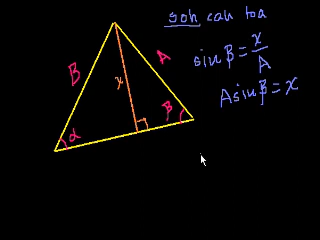 soh cah toa
sin β = x/A
A sin β = x
B
A
x
α
β